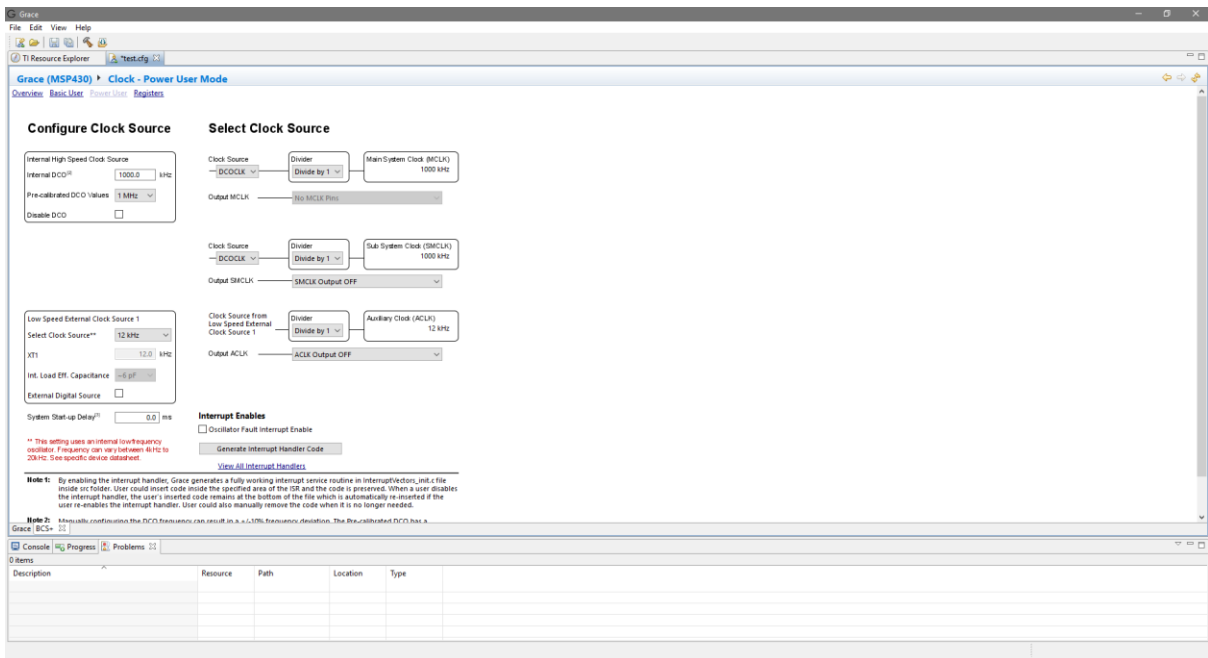 Grace
File Edit View Help
TI Resource Explorer *test.cfg
Grace (MSP430) Clock - Power User Mode
Overview Basic User Power User Registers
Configure Clock Source
Select Clock Source
Internal High Speed Clock Source
Internal DCO[2] 1000.0 kHz
Pre-calibrated DCO Values 1 MHz
Disable DCO
Clock Source
DCOCLK
Divider
Divide by 1
Main System Clock (MCLK)
1000 kHz
Output MCLK No MCLK Pins
Clock Source
DCOCLK
Divider
Divide by 1
Sub System Clock (SMCLK)
1000 kHz
Output SMCLK SMCLK Output OFF
Low Speed External Clock Source 1
Select Clock Source** 12 kHz
XT1 12.0 kHz
Int. Load Eff. Capacitance ~6 pF
External Digital Source
Clock Source from
Low Speed External
Clock Source 1
Divider
Divide by 1
Auxiliary Clock (ACLK)
12 kHz
Output ACLK ACLK Output OFF
System Start-up Delay 0.0 ms
** This setting uses an internal low frequency
oscillator. Frequency can vary between 4kHz to
20kHz. See specific device datasheet.
Interrupt Enables
Oscillator Fault Interrupt Enable
Generate Interrupt Handler Code
View All Interrupt Handlers
Note 1: By enabling the interrupt handler, Grace generates a fully working interrupt service routine in InterruptVectors_init.c file
inside src folder. User could insert code inside the specified area of the ISR and the code is preserved. When a user disables
the interrupt handler, the user's inserted code remains at the bottom of the file which is automatically re-inserted if the
user re-enables the interrupt handler. User could also manually remove the code when it is no longer needed.
Note 2: Manually configuring the DCO frequency can result in a +/-10% frequency deviation. The Pre-calibrated DCO has a
Grace BCS+
Console Progress Problems
0 items
Description Resource Path Location Type